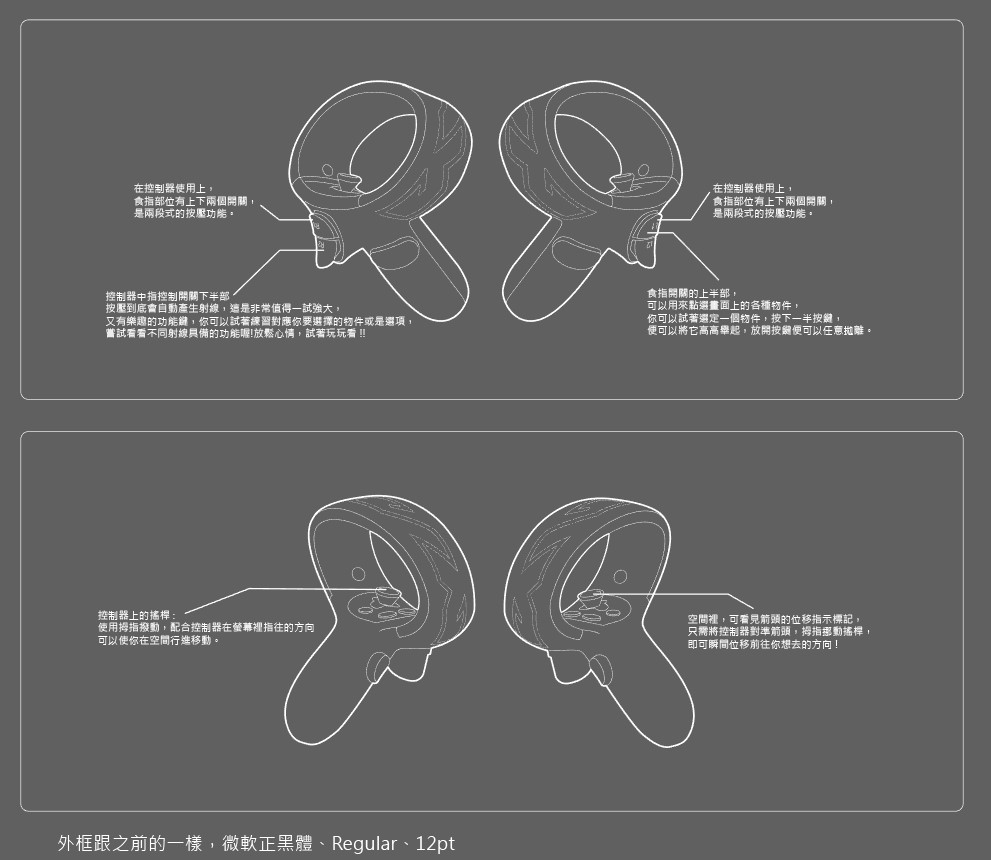 在控制器使用上，
食指部位有上下兩個開關，
是兩段式的按壓功能。
控制器中指控制開關下半部
按壓到底會自動產生射線，這是非常值得一試強大，
又有樂趣的功能鍵，你可以試著練習對應你要選擇的物件或是選項，
嘗試看看不同射線具備的功能喔!放鬆心情，試著玩玩看!!
在控制器使用上，
食指部位有上下兩個開關，
是兩段式的按壓功能。
食指開關的上半部，
可以用來點選畫面上的各種物件，
你可以試著選定一個物件，按下一半按鍵，
便可以將它高高舉起，放開按鍵便可以任意拋離。
控制器上的搖桿:
使用拇指撥動，配合控制器在螢幕裡指往的方向
可以使你在空間行進移動。
空間裡，可看見箭頭的位移指示標記，
只需將控制器對準箭頭，拇指挪動搖桿，
即可瞬間位移前往你想去的方向!
外框跟之前的一樣，微軟正黑體、Regular、12pt